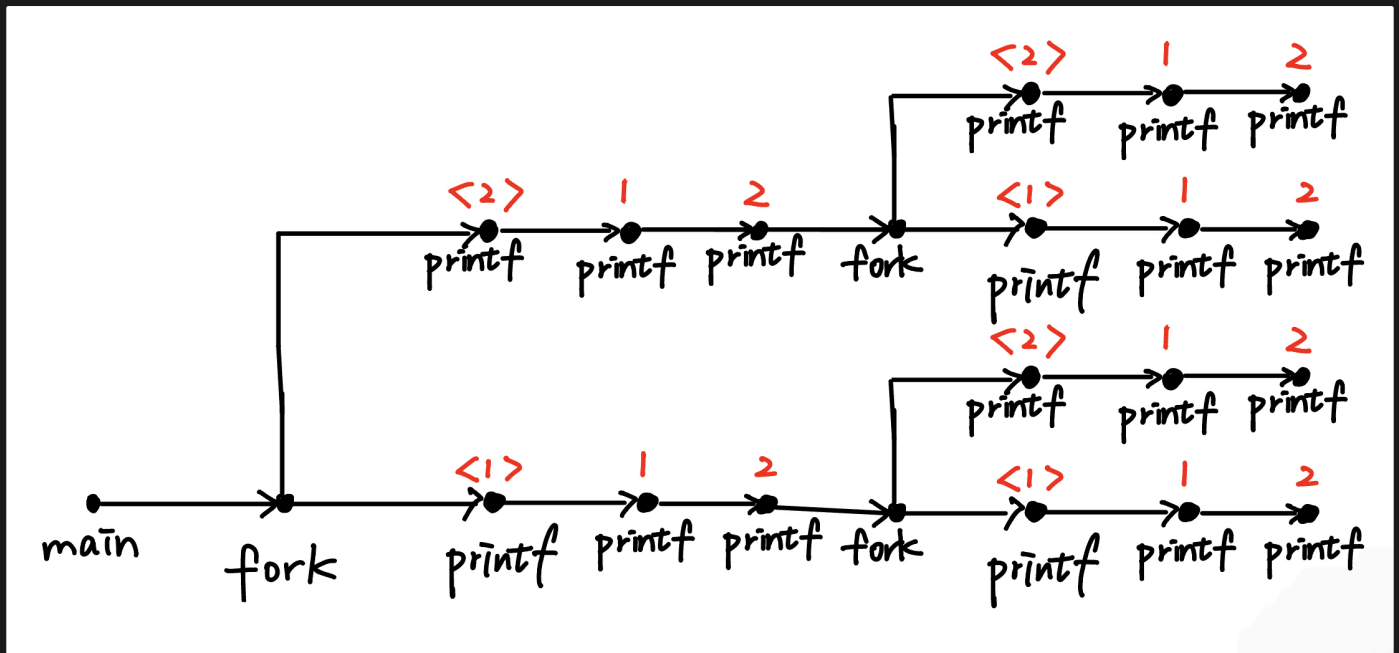 <2> 1 2
printf printf printf
<2> 1 2 <1> 1 2
printf printf printf fork printf printf printf
<2> 1 2
printf printf printf
<1> 1 2 <1> 1 2
main fork printf printf printf fork printf printf printf